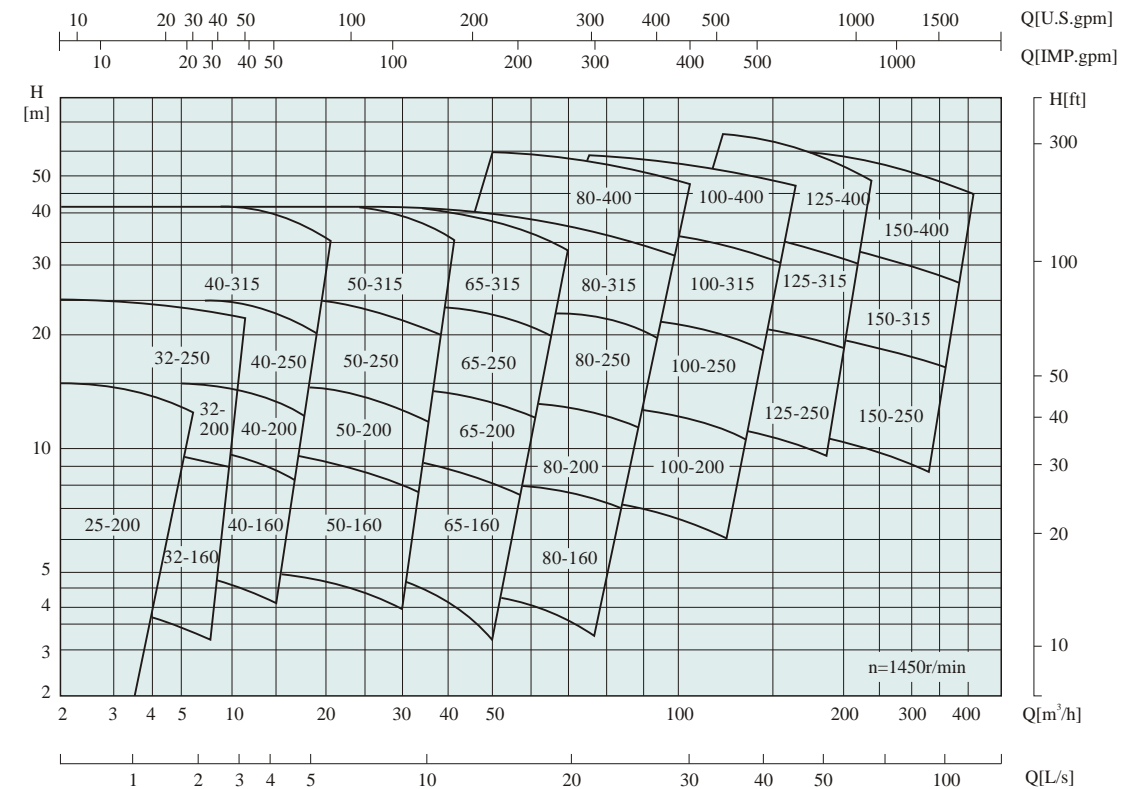 10 20 30 40 50 100 200 300 400 500 1000 1500 Q[U.S.gpm]
10 20 30 40 50 100 200 300 400 500 1000 Q[IMP.gpm]
H
[m]
H[ft]
300
50
80-400 100-400 125-400
40
150-400
30 100
40-315 50-315 65-315 80-315 100-315 125-315
150-315
20
32-250 40-250 50-250 65-250 80-250 100-250
50
32-
200 40-200 50-200 65-200 125-250 150-250
40
10
80-200 100-200
30
25-200 40-160 50-160 65-160
20
32-160 80-160
5
4
3
10
n=1450r/min
2
2 3 4 5 10 20 30 40 50 100 200 300 400 Q[m³/h]
1 2 3 4 5 10 20 30 40 50 100 Q[L/s]